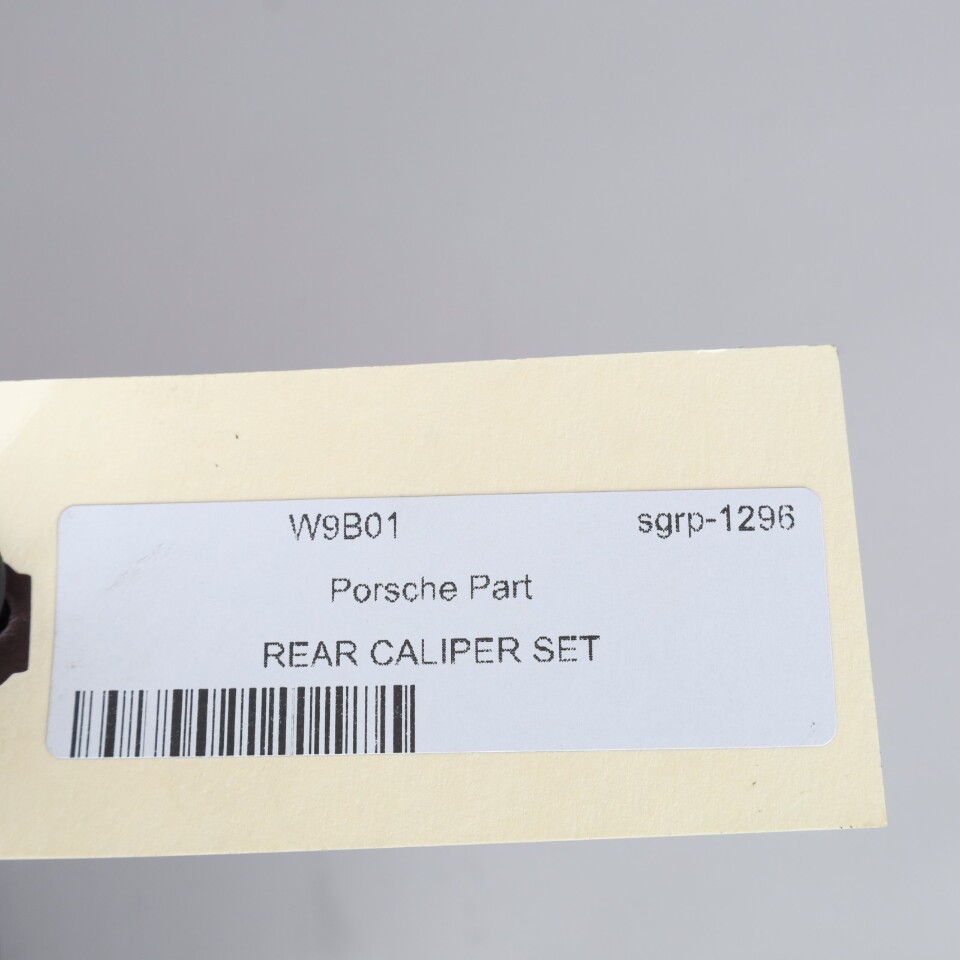 W9B01 sgrp-1296
Porsche Part
REAR CALIPER SET